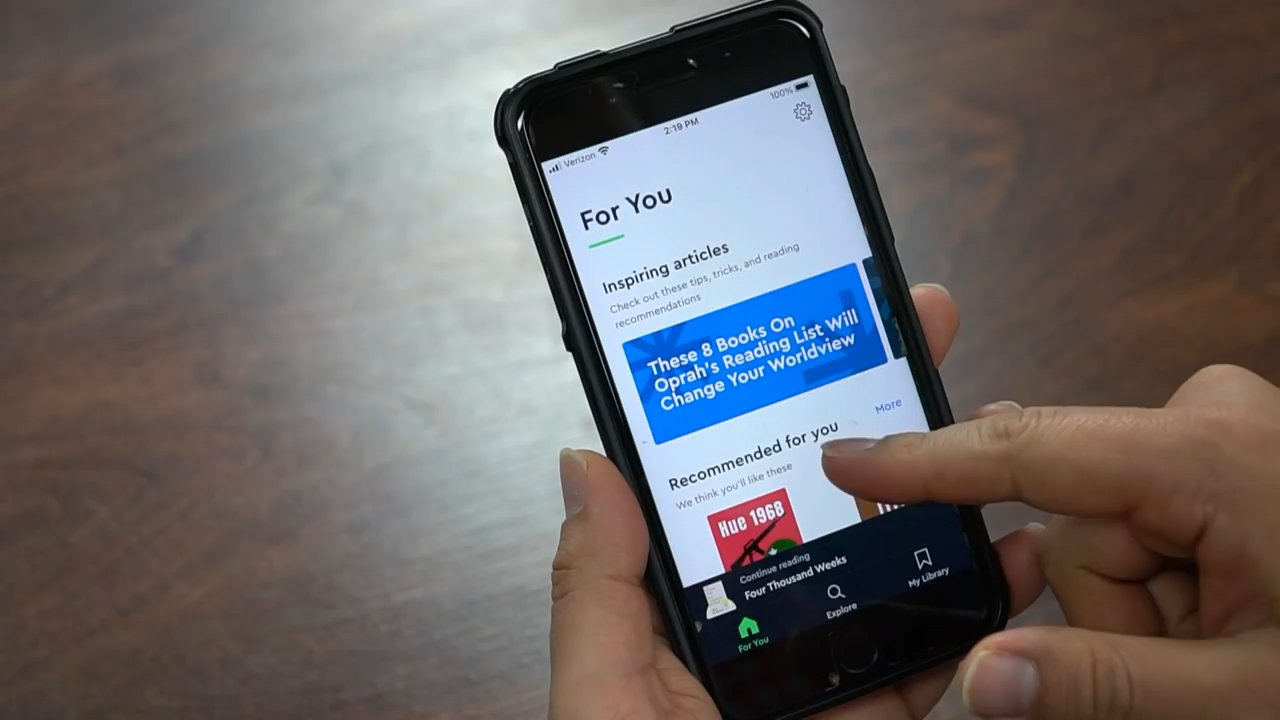 Verizon
2:19 PM
100%
For You
Inspiring articles
Check out these tips, tricks, and reading
recommendations
These 8 Books On
Oprah's Reading List Will
Change Your Worldview
Recommended for you
More
We think you'll like these
Hue 1968
Continue reading
Four Thousand Weeks
For You
Explore
My Library